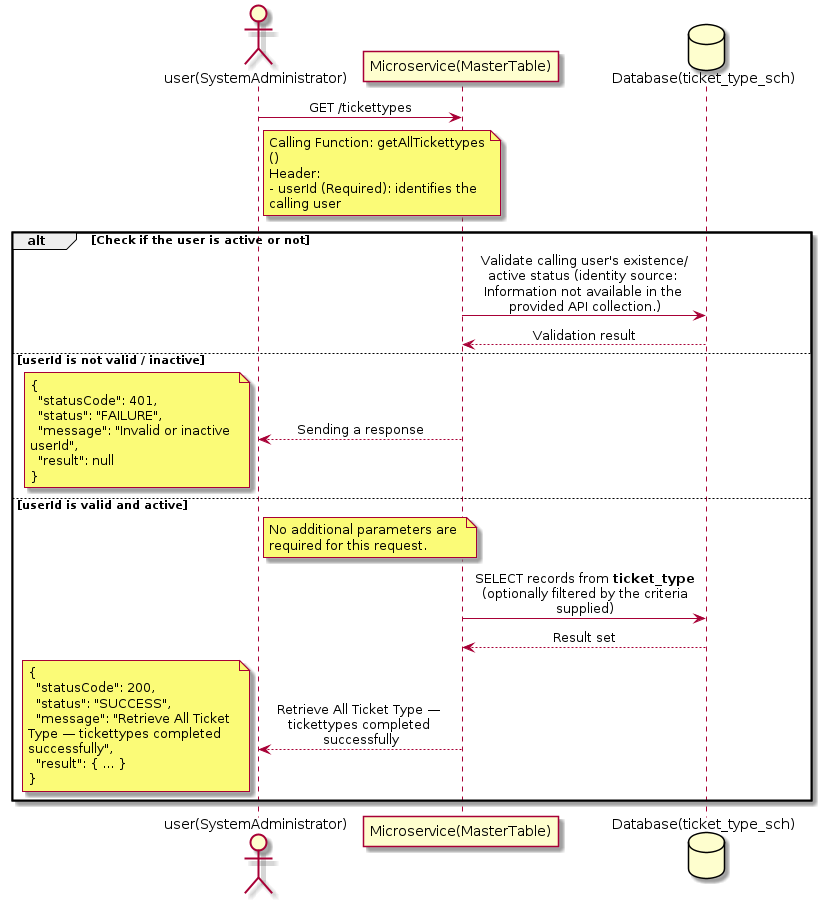 user(SystemAdministrator)
Microservice(MasterTable)
Database(ticket_type_sch)
GET /tickettypes
Calling Function: getAllTickettypes
()
Header:
- userId (Required): identifies the
calling user
alt
[Check if the user is active or not]
Validate calling user's existence/
active status (identity source:
Information not available in the
provided API collection.)
Validation result
[userId is not valid / inactive]
{
"statusCode": 401,
"status": "FAILURE",
"message": "Invalid or inactive
userId",
"result": null
}
Sending a response
[userId is valid and active]
No additional parameters are
required for this request.
SELECT records from ticket_type
(optionally filtered by the criteria
supplied)
Result set
{
"statusCode": 200,
"status": "SUCCESS",
"message": "Retrieve All Ticket
Type — tickettypes completed
successfully",
"result": { ... }
}
Retrieve All Ticket Type —
tickettypes completed
successfully
user(SystemAdministrator)
Microservice(MasterTable)
Database(ticket_type_sch)